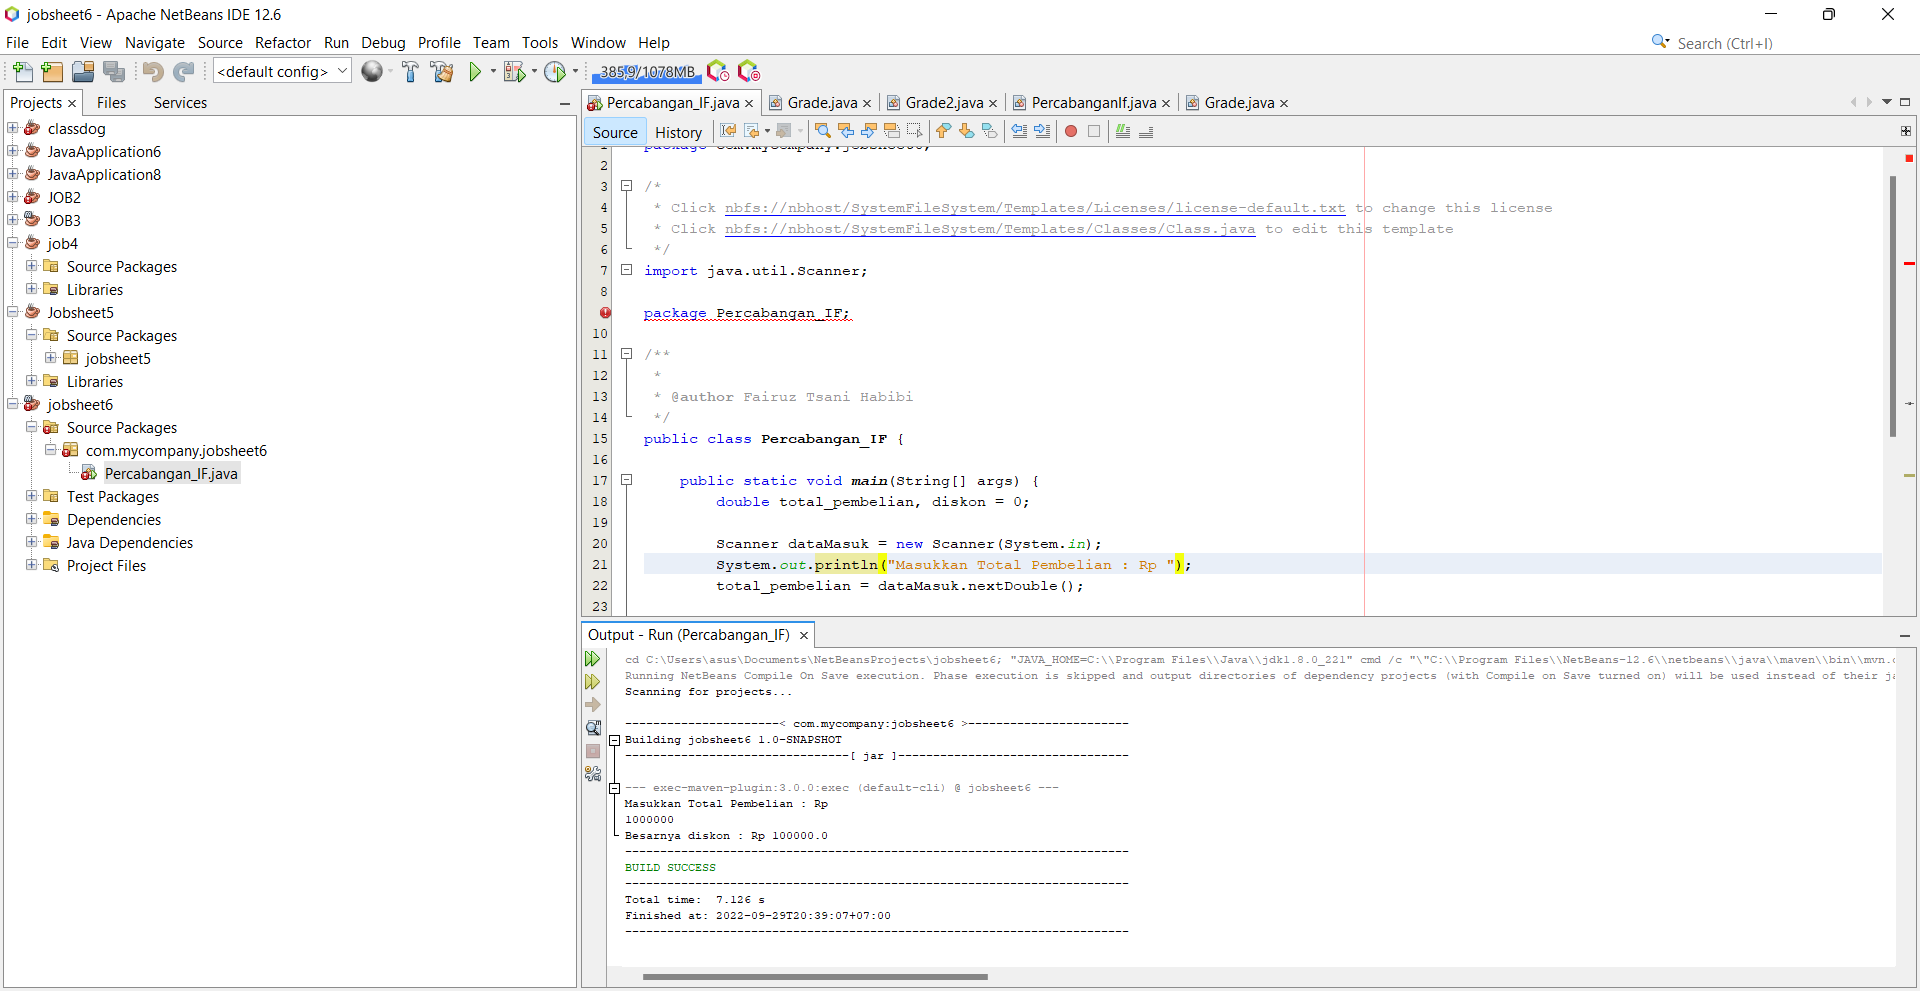 jobsheet6 - Apache NetBeans IDE 12.6
File Edit View Navigate Source Refactor Run Debug Profile Team Tools Window Help
Search (Ctrl+I)
<default config>
385,9/1078MB
Projects Files Services
classdog
JavaApplication6
JavaApplication8
JOB2
JOB3
job4
Source Packages
Libraries
Jobsheet5
Source Packages
jobsheet5
Libraries
jobsheet6
Source Packages
com.mycompany.jobsheet6
Percabangan_IF.java
Test Packages
Dependencies
Java Dependencies
Project Files
Percabangan_IF.java Grade.java Grade2.java PercabanganIf.java Grade.java
Source History
1 package com.mycompany.jobsheet6;
2
3 /*
4 * Click nbfs://nbhost/SystemFileSystem/Templates/Licenses/license-default.txt to change this license
5 * Click nbfs://nbhost/SystemFileSystem/Templates/Classes/Class.java to edit this template
6 */
7 import java.util.Scanner;
8
package Percabangan_IF;
10
11 /**
12 *
13 * @author Fairuz Tsani Habibi
14 */
15 public class Percabangan_IF {
16
17 public static void main(String[] args) {
18 double total_pembelian, diskon = 0;
19
20 Scanner dataMasuk = new Scanner(System.in);
21 System.out.println("Masukkan Total Pembelian : Rp ");
22 total_pembelian = dataMasuk.nextDouble();
23
Output - Run (Percabangan_IF)
cd C:\Users\asus\Documents\NetBeansProjects\jobsheet6; "JAVA_HOME=C:\\Program Files\\Java\\jdk1.8.0_221" cmd /c "\"C:\\Program Files\\NetBeans-12.6\\netbeans\\java\\maven\\bin\\mvn.
Running NetBeans Compile On Save execution. Phase execution is skipped and output directories of dependency projects (with Compile on Save turned on) will be used instead of their
Scanning for projects...
----------------------< com.mycompany:jobsheet6 >-----------------------
Building jobsheet6 1.0-SNAPSHOT
--------------------------------[ jar ]---------------------------------
--- exec-maven-plugin:3.0.0:exec (default-cli) @ jobsheet6 ---
Masukkan Total Pembelian : Rp
1000000
Besarnya diskon : Rp 100000.0
------------------------------------------------------------------------
BUILD SUCCESS
------------------------------------------------------------------------
Total time: 7.126 s
Finished at: 2022-09-29T20:39:07+07:00
------------------------------------------------------------------------